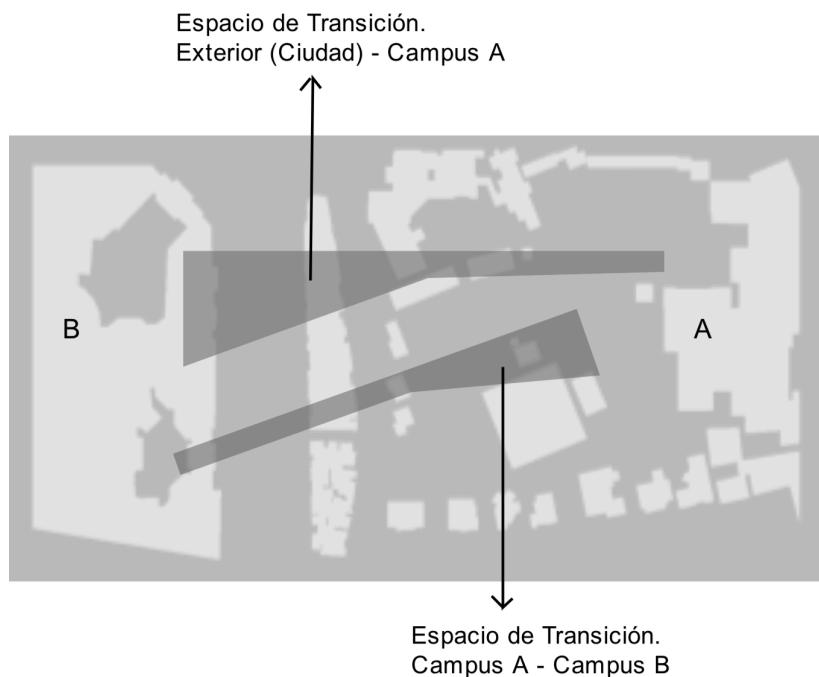 Espacio de Transición.
Exterior (Ciudad) - Campus A
B
A
Espacio de Transición.
Campus A - Campus B